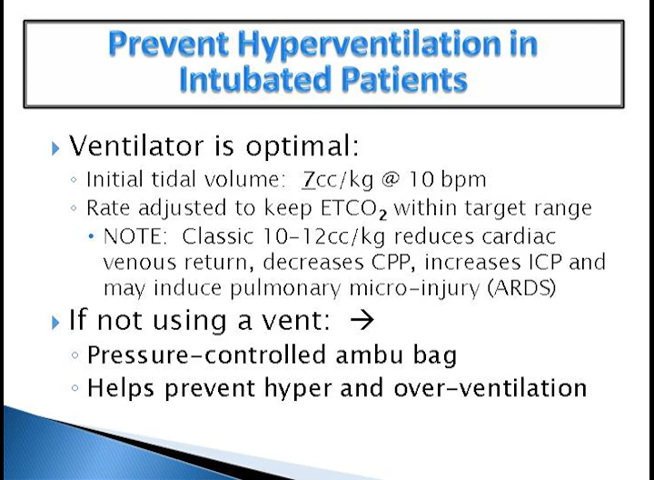 Prevent Hyperventilation in
Intubated Patients
Ventilator is optimal:
Initial tidal volume: 7cc/kg @ 10 bpm
Rate adjusted to keep ETCO₂ within target range
NOTE: Classic 10-12cc/kg reduces cardiac
venous return, decreases CPP, increases ICP and
may induce pulmonary micro-injury (ARDS)
If not using a vent: →
Pressure-controlled ambu bag
Helps prevent hyper and over-ventilation